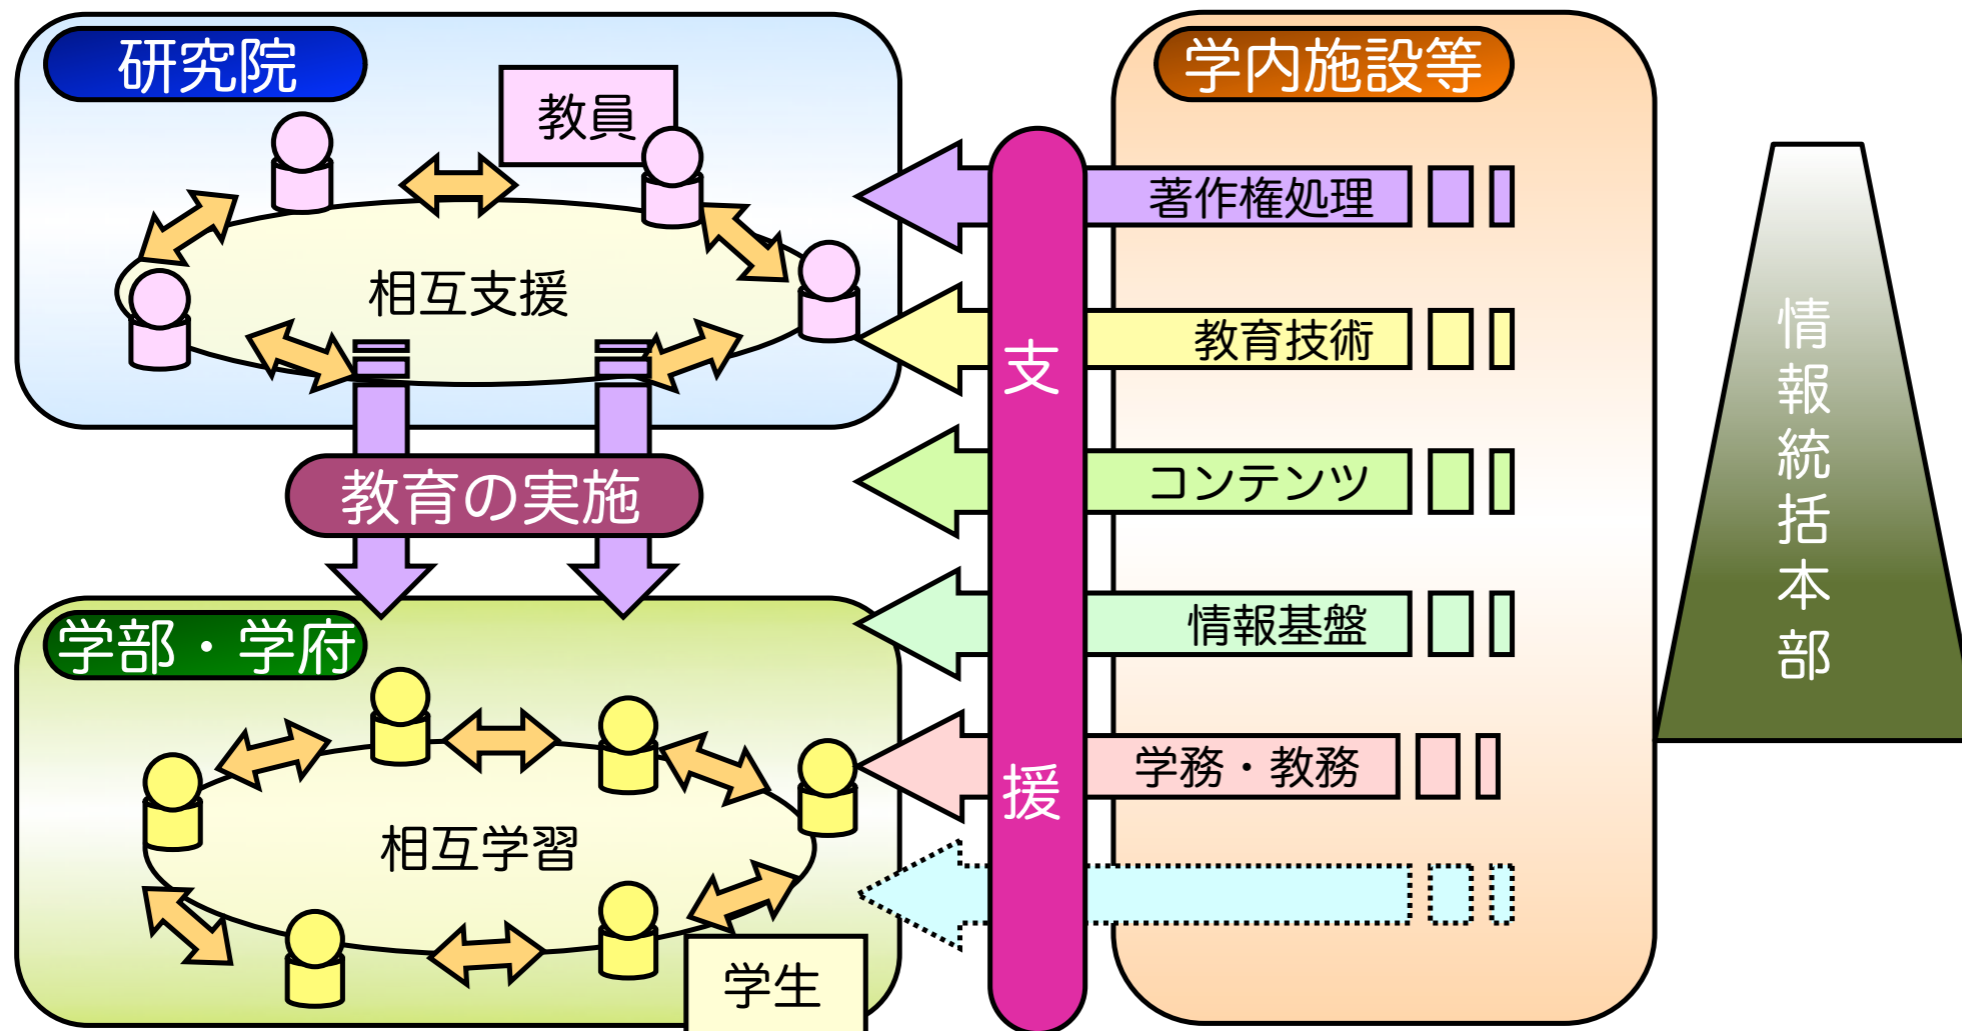 研究院
教員
相互支援
教育の実施
学部・学府
相互学習
学生
支援
学内施設等
著作権処理
教育技術
コンテンツ
情報基盤
学務・教務
情報統括本部